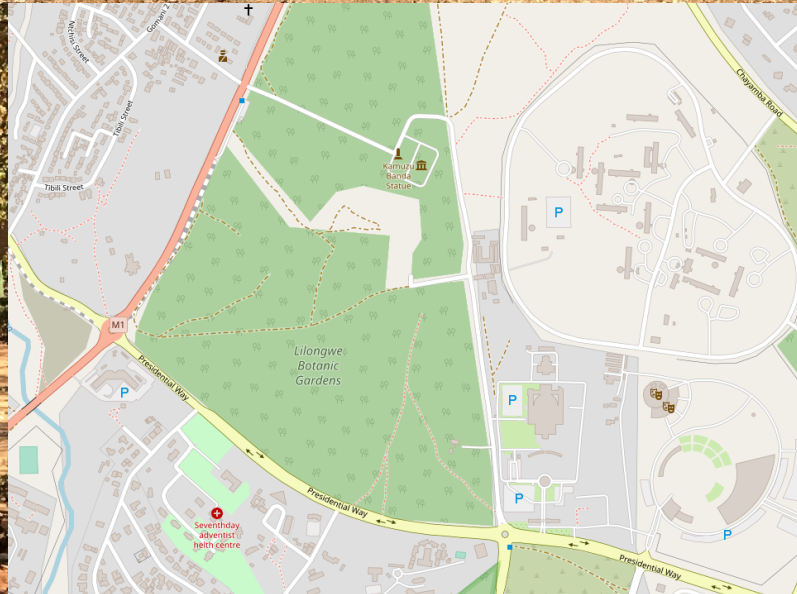 Nichisi Street
Gomani 2
Chayamba Road
Tibili Street
Kamuzu
Banda
Statue
P
Tibili Street
M1
Lilongwe
Botanic
Gardens
Presidential Way
P
P
P
Presidential Way
Seventhday
adventist
helth centre
P
Presidential Way